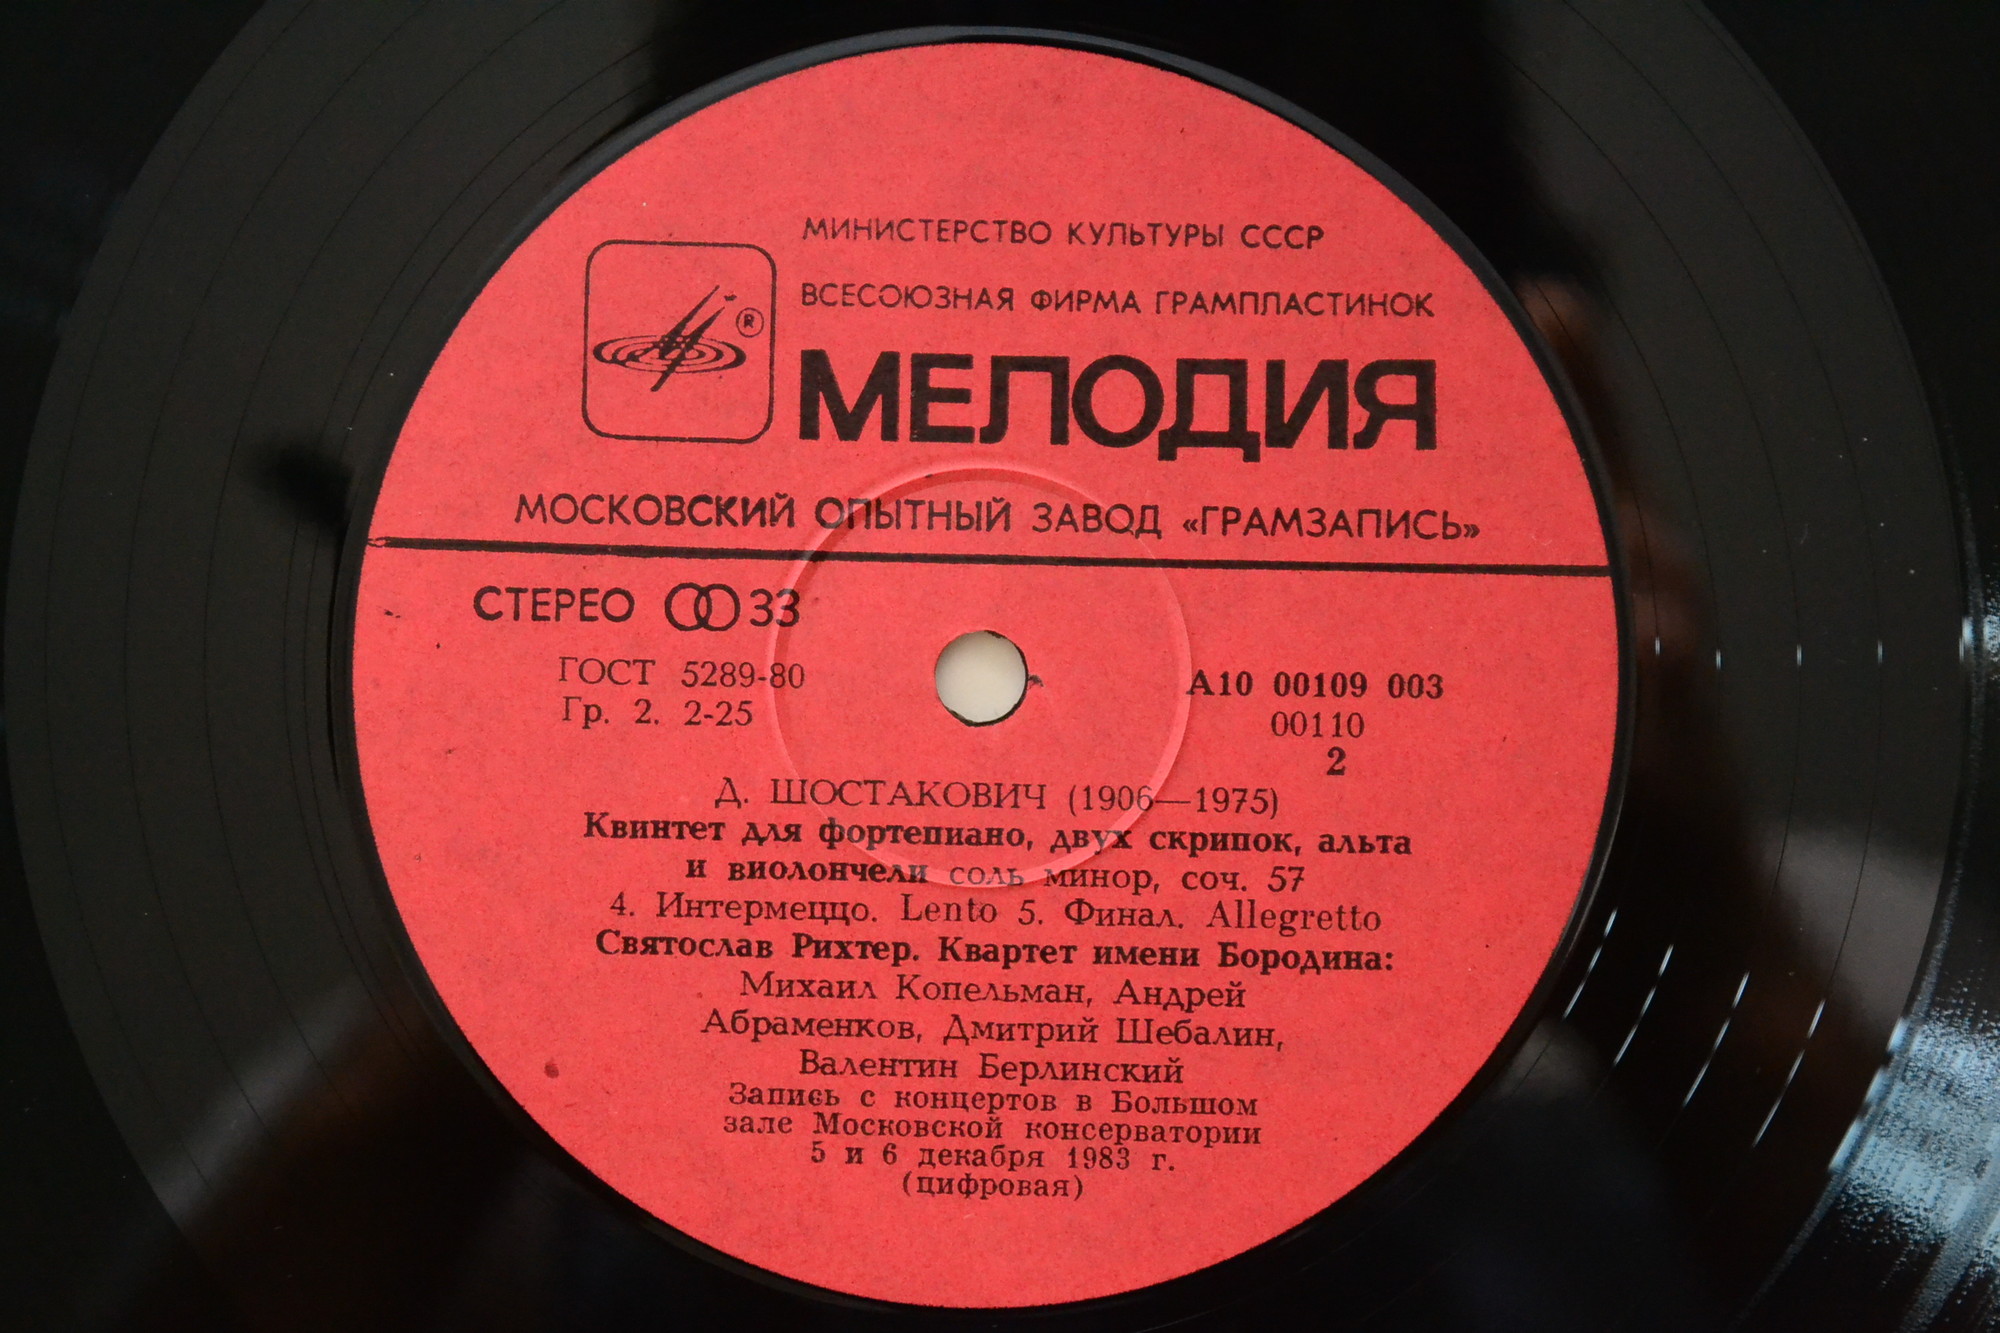 МИНИСТЕРСТВО КУЛЬТУРЫ СССР
ВСЕСОЮЗНАЯ ФИРМА ГРАМПЛАСТИНОК
®
МЕЛОДИЯ
МОСКОВСКИЙ ОПЫТНЫЙ ЗАВОД «ГРАМЗАПИСЬ»
СТЕРЕО 33
ГОСТ 5289-80
Гр. 2. 2-25
А10 00109 003
00110
2
Д. ШОСТАКОВИЧ (1906—1975)
Квинтет для фортепиано, двух скрипок, альта
и виолончели соль минор, соч. 57
4. Интермеццо. Lento 5. Финал. Allegretto
Святослав Рихтер. Квартет имени Бородина:
Михаил Копельман, Андрей
Абраменков, Дмитрий Шебалин,
Валентин Берлинский
Запись с концертов в Большом
зале Московской консерватории
5 и 6 декабря 1983 г.
(цифровая)